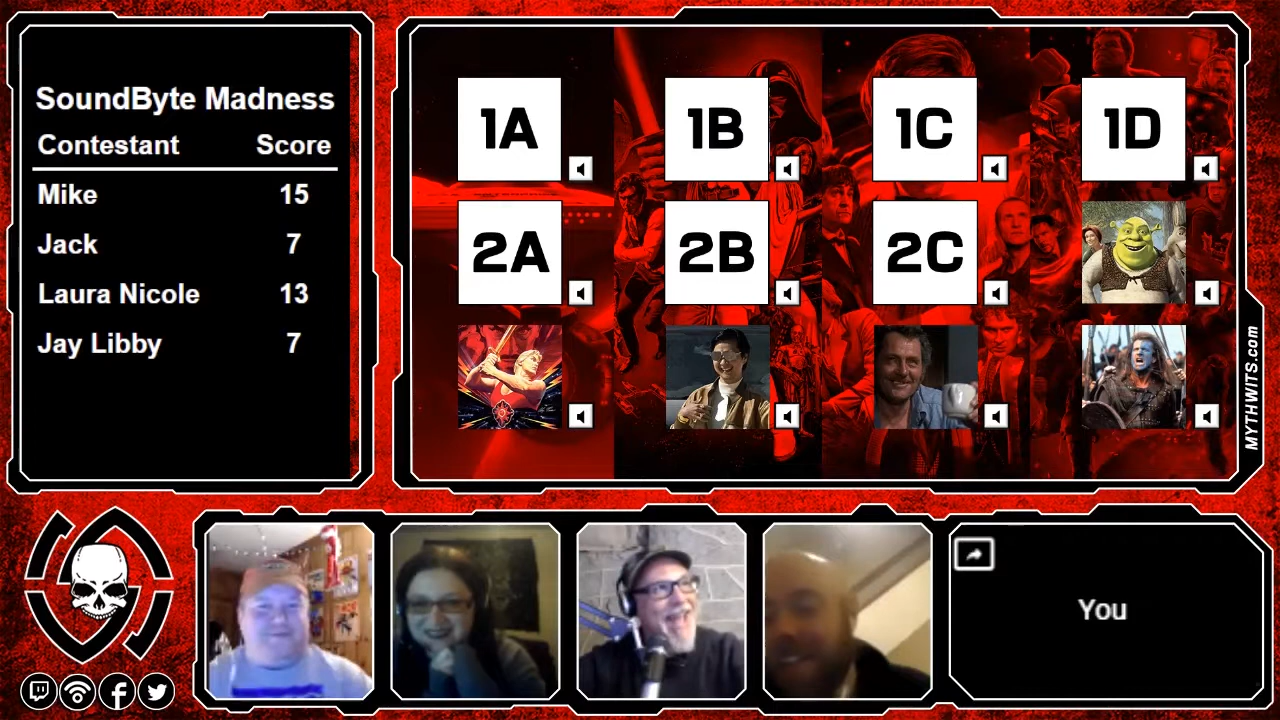 SoundByte Madness
Contestant Score
Mike 15
Jack 7
Laura Nicole 13
Jay Libby 7
1A 1B 1C 1D
2A 2B 2C
MYTHWITS.com
You